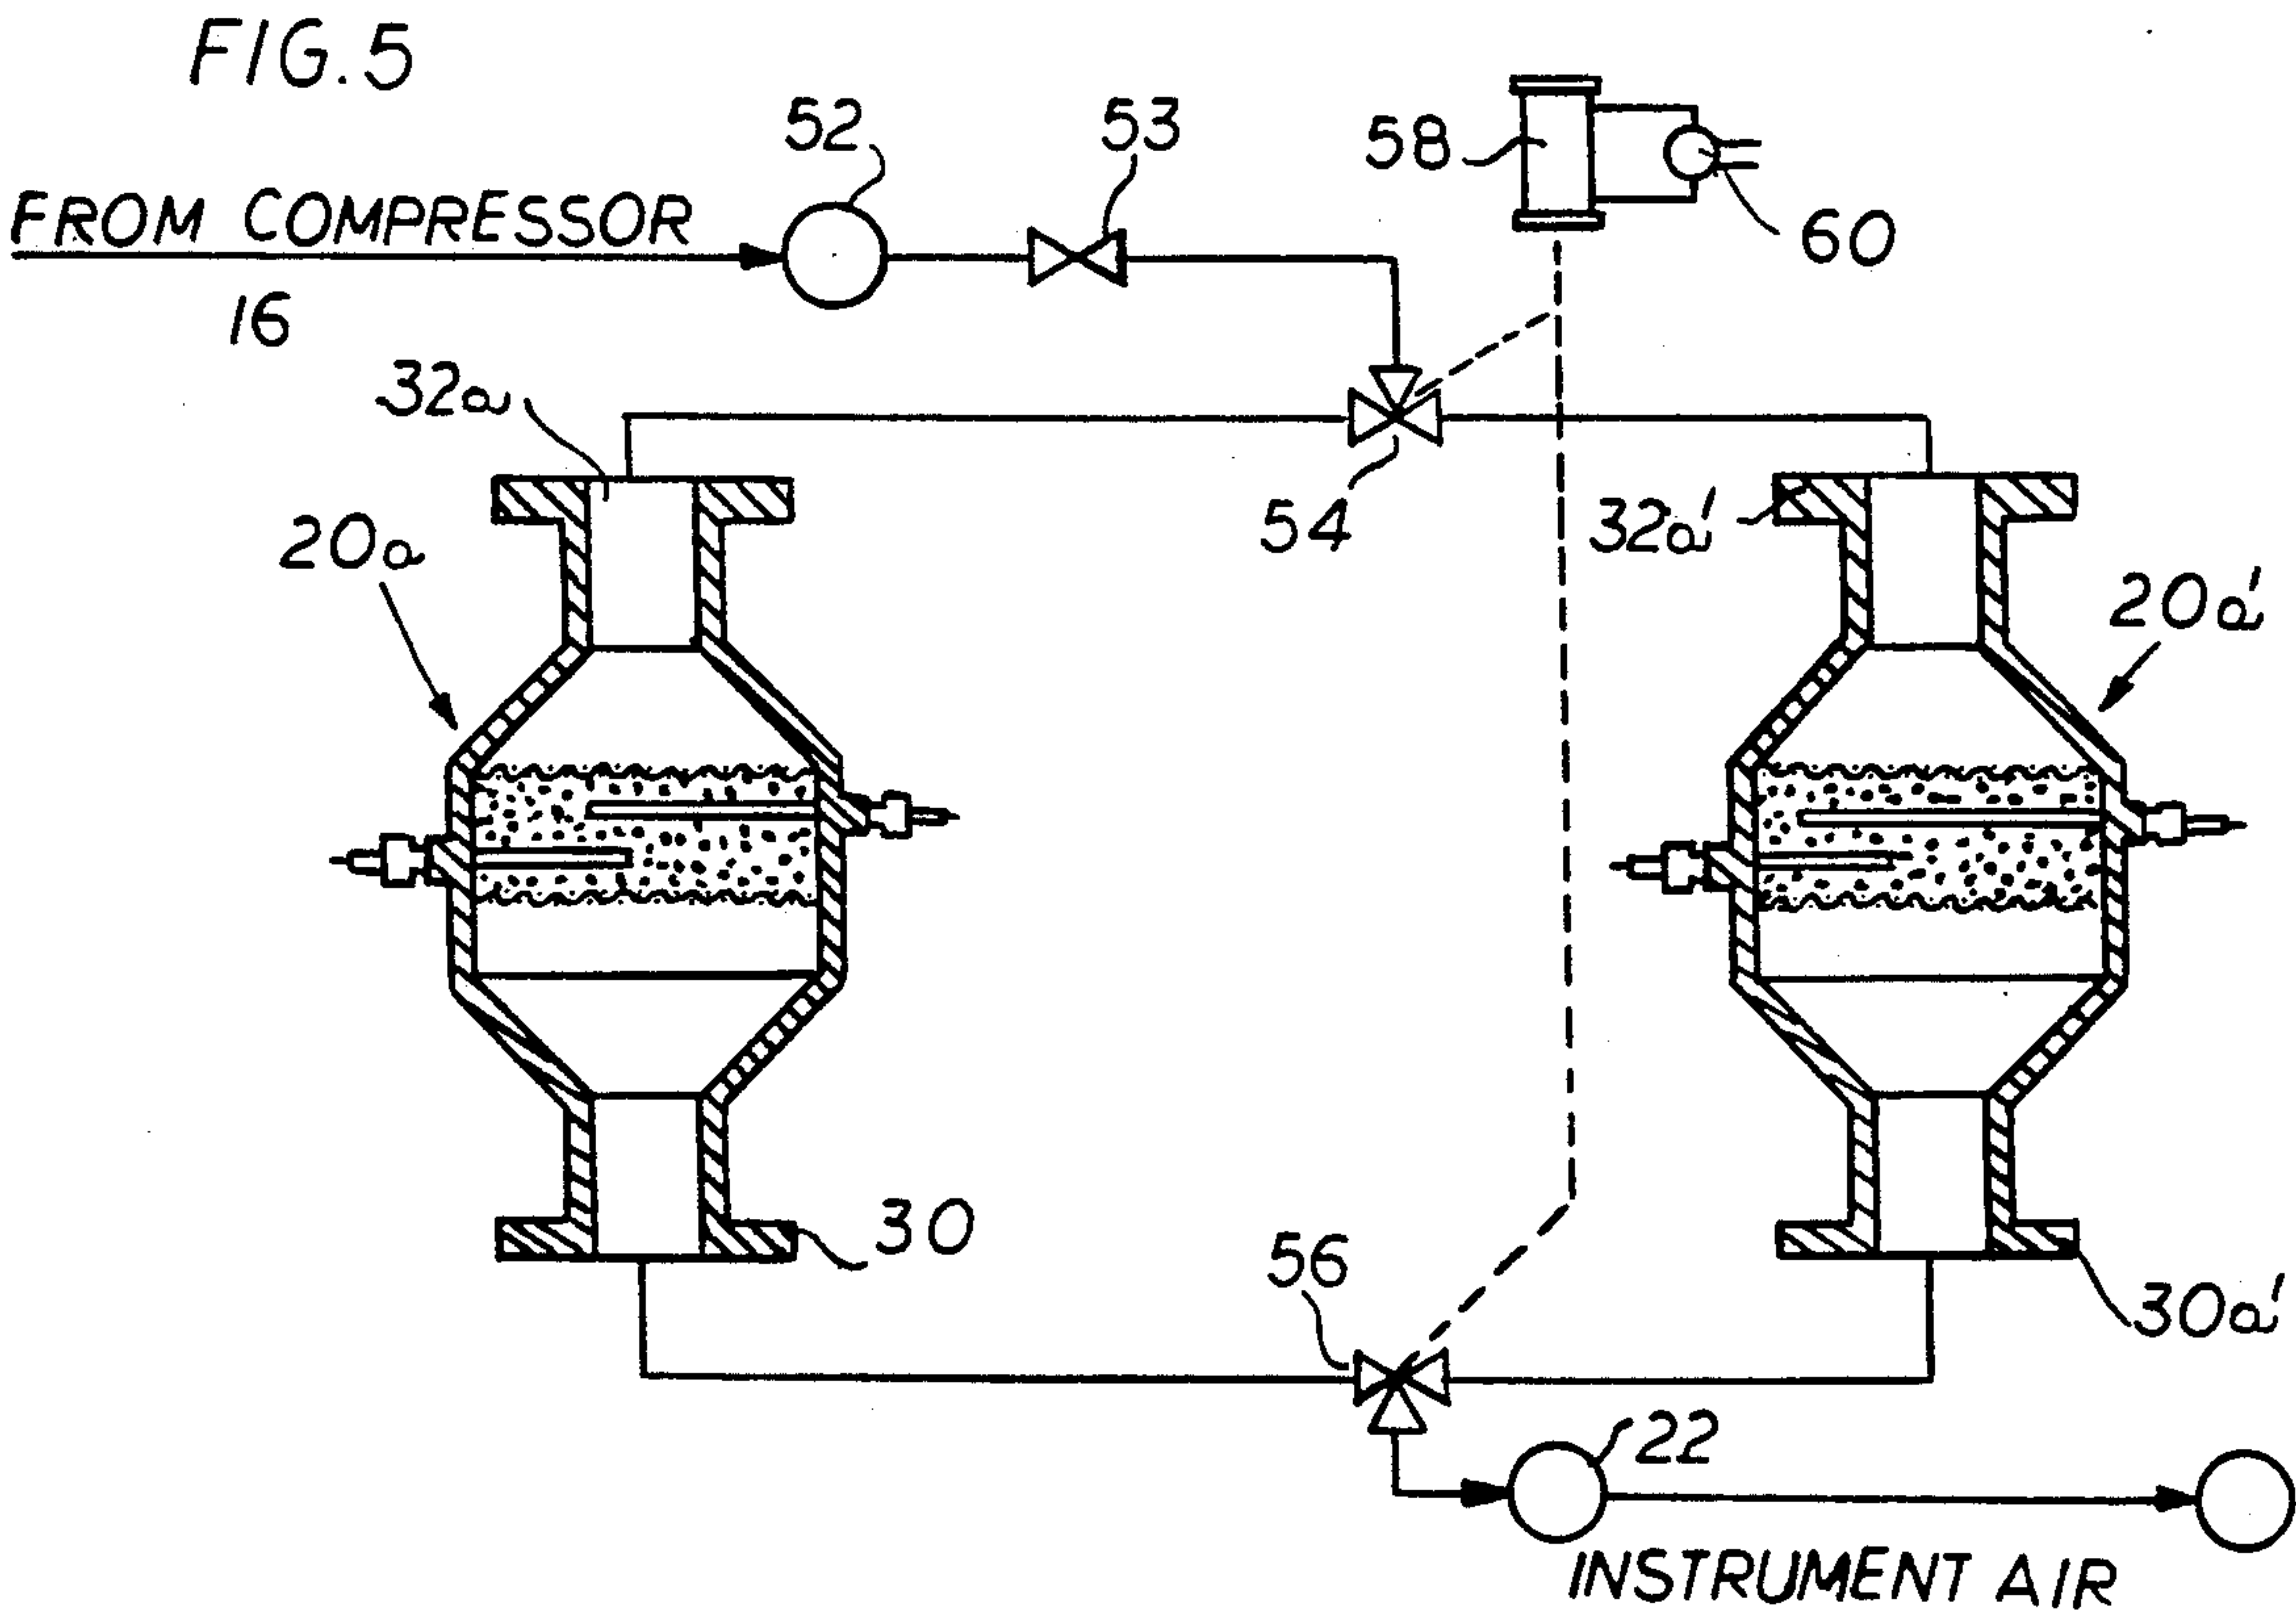 FIG. 5
52
53
58
60
FROM COMPRESSOR
16
32a
54
32a'
20a
20a'
30
56
30a'
22
INSTRUMENT AIR